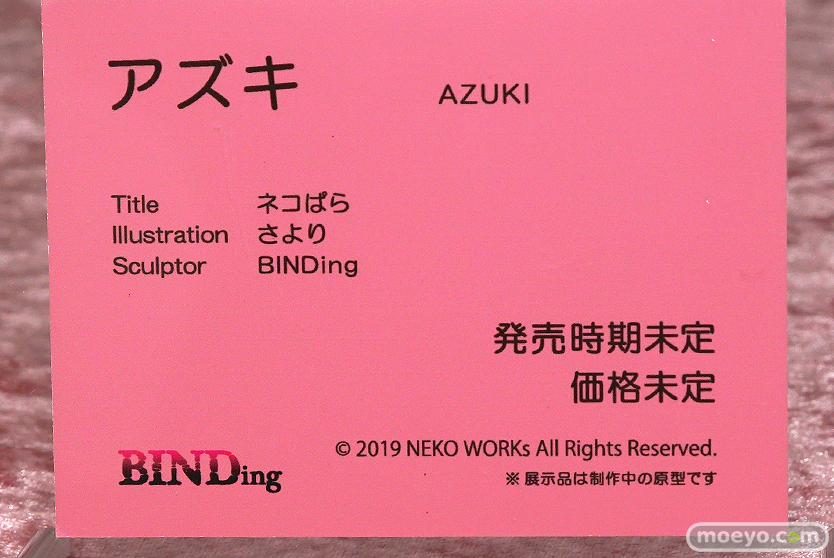 アズキ AZUKI
Title ネコぱら
Illustration さより
Sculptor BINDing
発売時期未定
価格未定
© 2019 NEKO WORKs All Rights Reserved.
BINDing
※展示品は制作中の原型です
moeyo.com